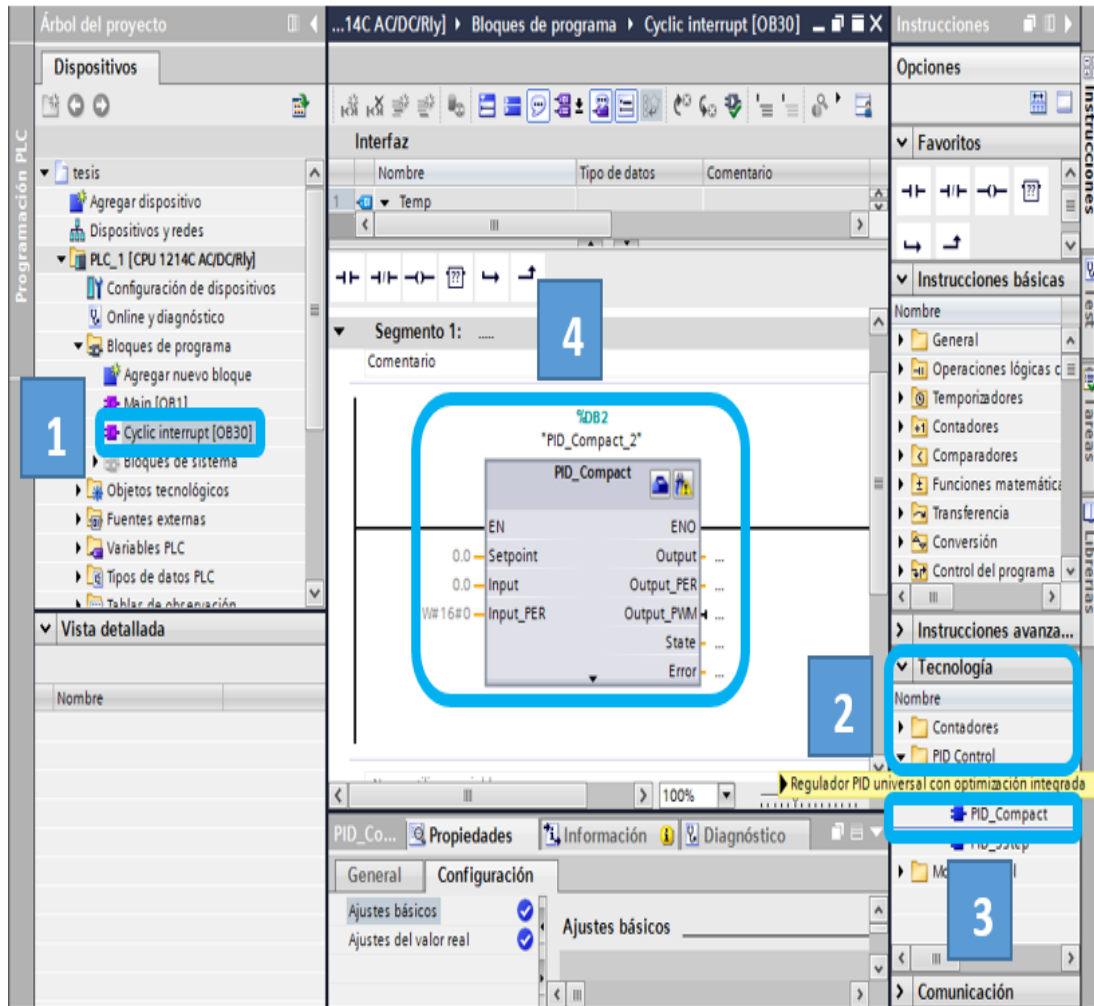 Árbol del proyecto
Dispositivos
Programación PLC
tesis
Agregar dispositivo
Dispositivos y redes
PLC_1 [CPU 1214C AC/DC/Rly]
Configuración de dispositivos
Online y diagnóstico
Bloques de programa
Agregar nuevo bloque
Main [OB1]
Cyclic interrupt [OB30]
Bloques de sistema
Objetos tecnológicos
Fuentes externas
Variables PLC
Tipos de datos PLC
Tablas de observación
1
Vista detallada
Nombre
...14C AC/DC/Rly] Bloques de programa Cyclic interrupt [OB30]
Interfaz
Nombre Tipo de datos Comentario
1 Temp
Segmento 1: .....
Comentario
4
%DB2
"PID_Compact_2"
PID_Compact
EN ENO
0.0 Setpoint Output ...
0.0 Input Output_PER ...
W#16#0 Input_PER Output_PWM ...
State ...
Error ...
100%
PID_Co... Propiedades Información Diagnóstico
General Configuración
Ajustes básicos
Ajustes del valor real
Ajustes básicos
Instrucciones
Opciones
Favoritos
Instrucciones básicas
Nombre
General
Operaciones lógicas c
Temporizadores
Contadores
Comparadores
Funciones matemátic
Transferencia
Conversión
Control del programa
Instrucciones avanza...
Tecnología
Nombre
Contadores
PID Control
2
Regulador PID universal con optimización integrada
PID_Compact
3
Comunicación
Instrucciones
Test
Tareas
Librerías